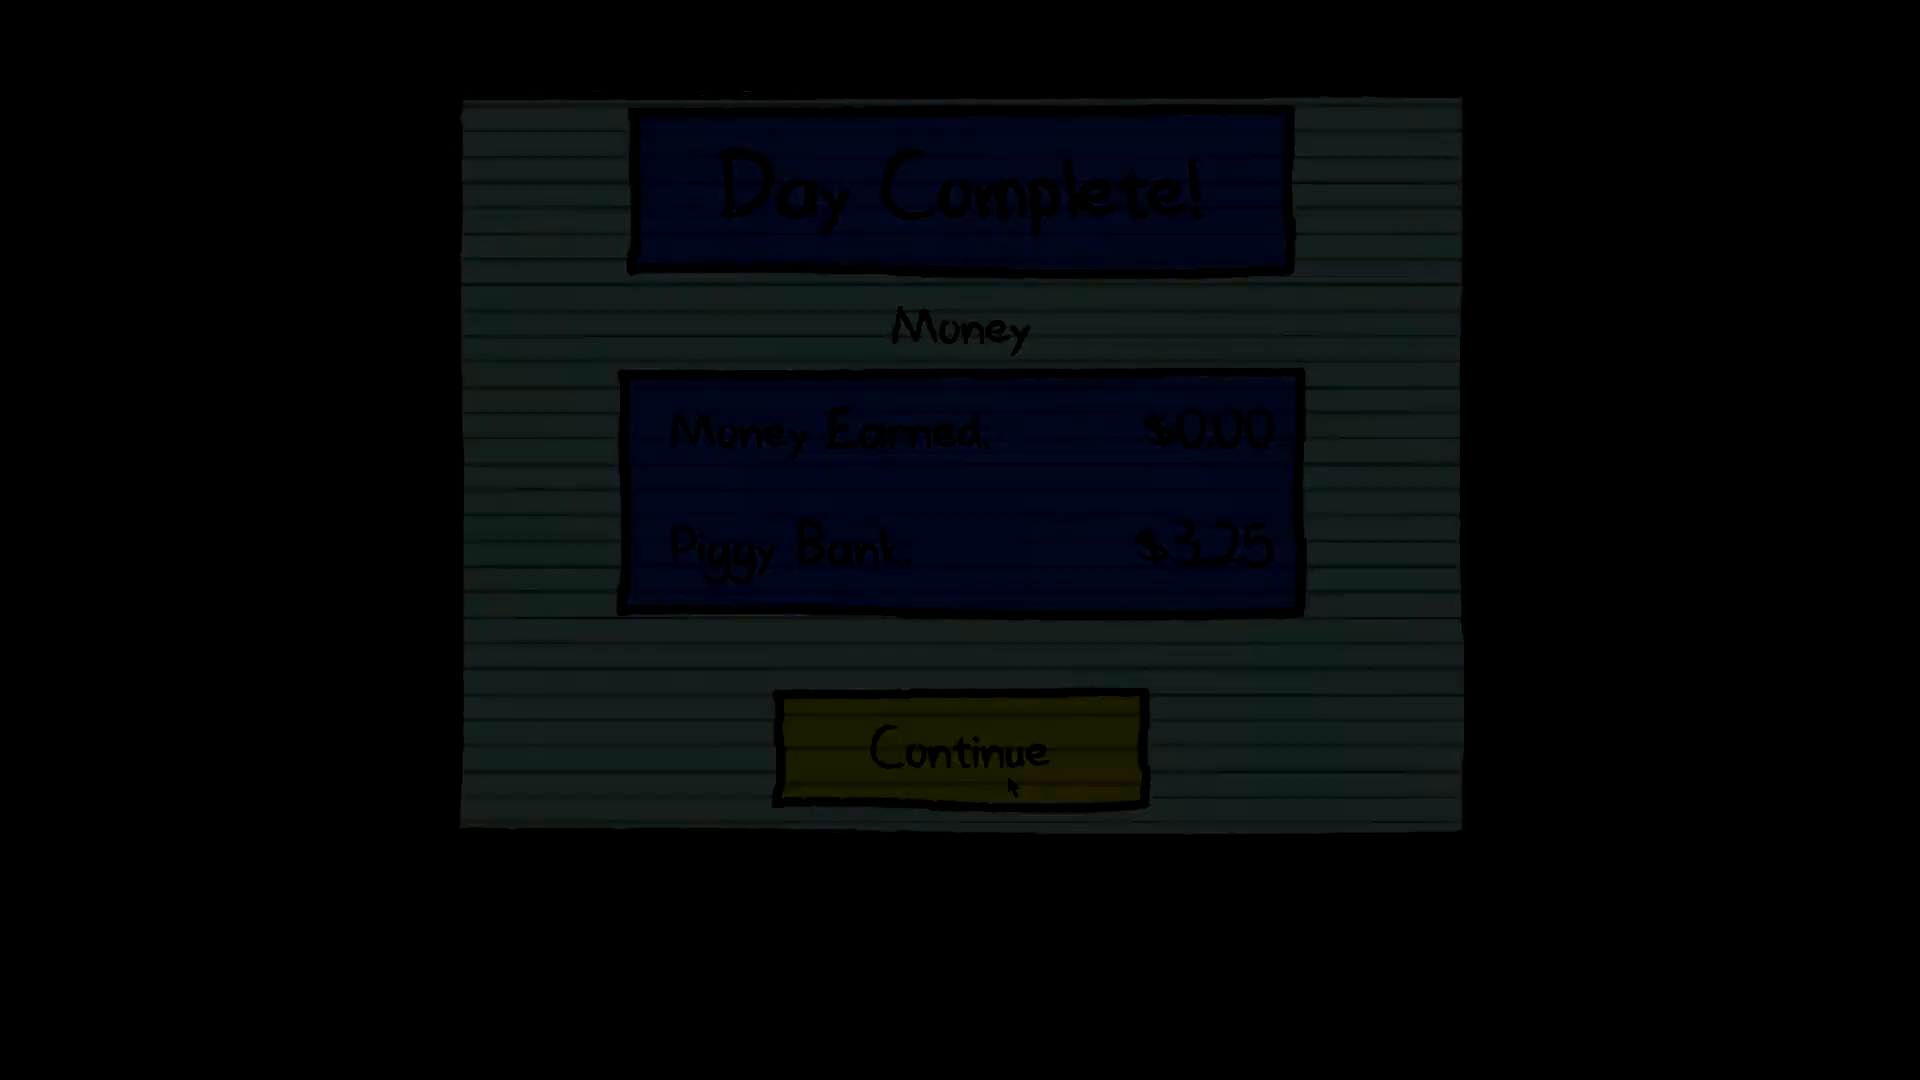 Day Complete!
Money
Money Earned: $0.00
Piggy Bank: $3.25
Continue